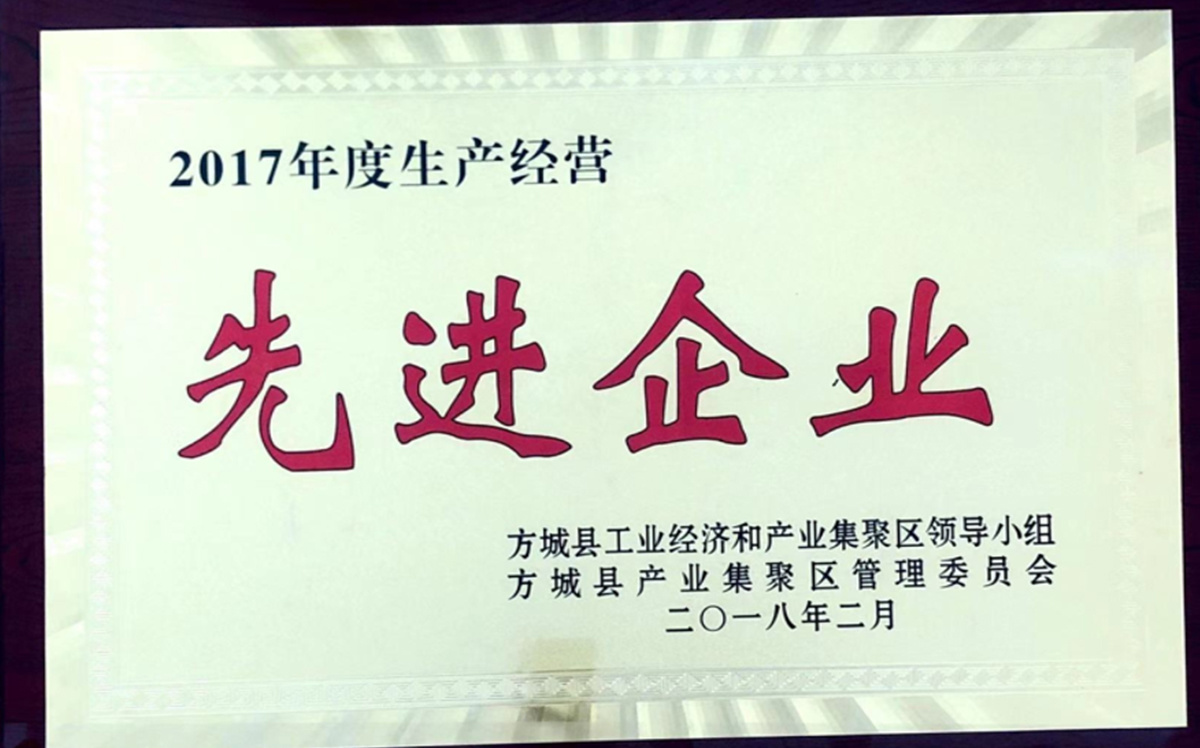 2017年度生产经营
先进企业
方城县工业经济和产业集聚区领导小组
方城县产业集聚区管理委员会
二〇一八年二月